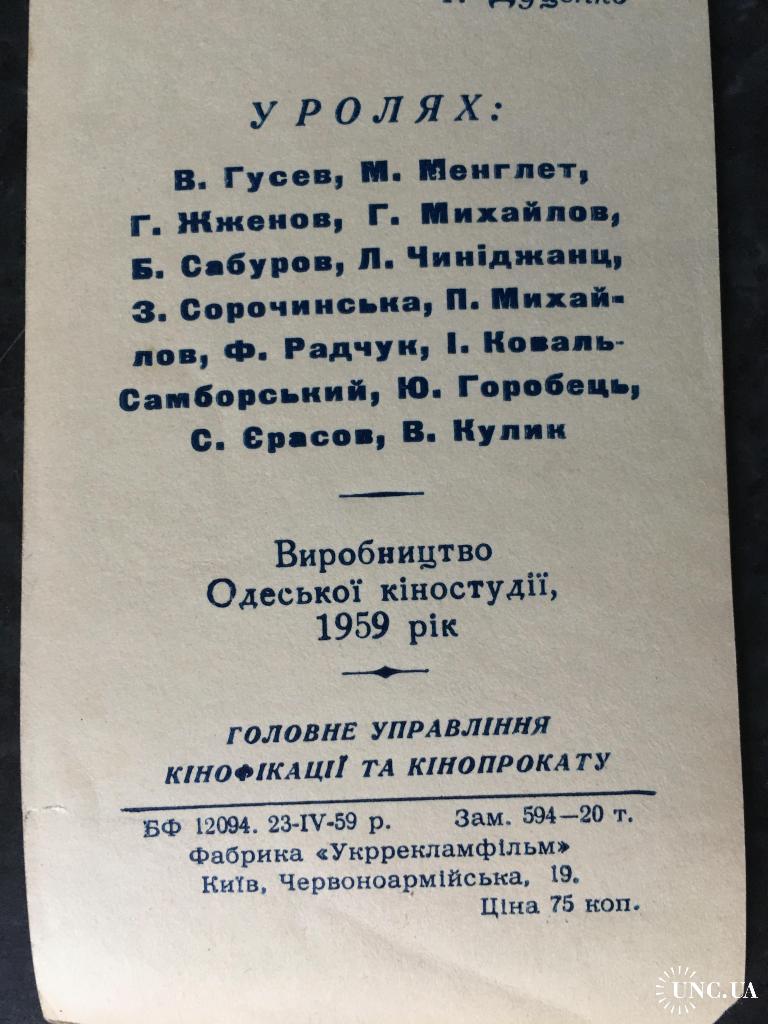 У РОЛЯХ:
В. Гусев, М. Менглет,
Г. Жженов, Г. Михайлов,
Б. Сабуров, Л. Чиніджанц,
З. Сорочинська, П. Михай-
лов, Ф. Радчук, І. Коваль-
Самборський, Ю. Горобець,
С. Єрасов, В. Кулик
Виробництво
Одеської кіностудії,
1959 рік
ГОЛОВНЕ УПРАВЛІННЯ
КІНОФІКАЦІЇ ТА КІНОПРОКАТУ
БФ 12094. 23-IV-59 р. Зам. 594—20 т.
Фабрика «Укррекламфільм»
Київ, Червоноармійська, 19.
Ціна 75 коп.
UNC.UA